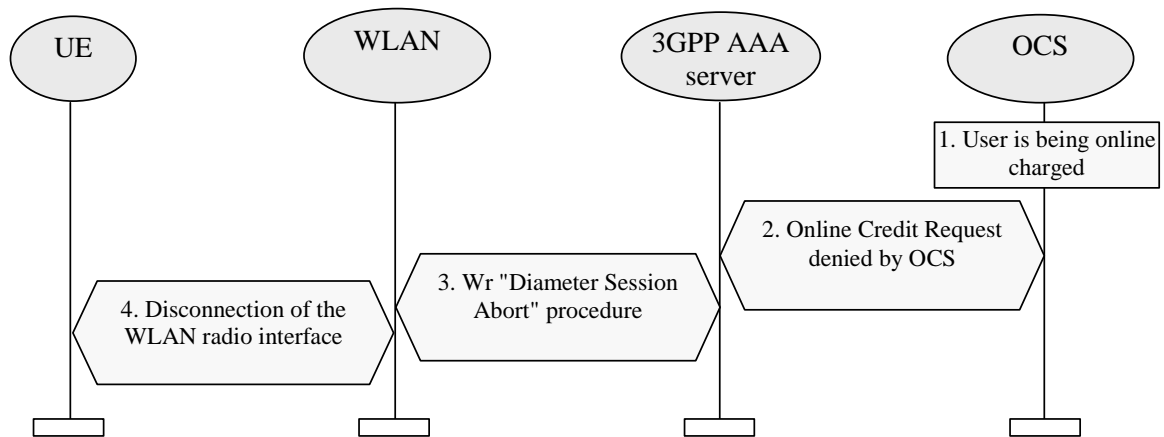 UE
WLAN
3GPP AAA
server
OCS
1. User is being online
charged
2. Online Credit Request
denied by OCS
3. Wr "Diameter Session
Abort" procedure
4. Disconnection of the
WLAN radio interface